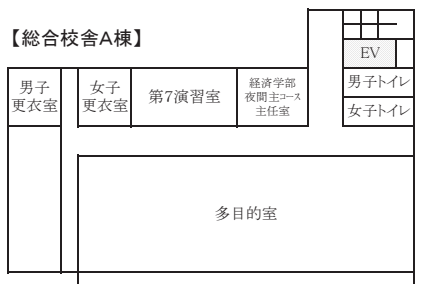 【総合校舎A棟】
EV
男子
更衣室
女子
更衣室
第7演習室
経済学部
夜間主コース
主任室
男子トイレ
女子トイレ
多目的室